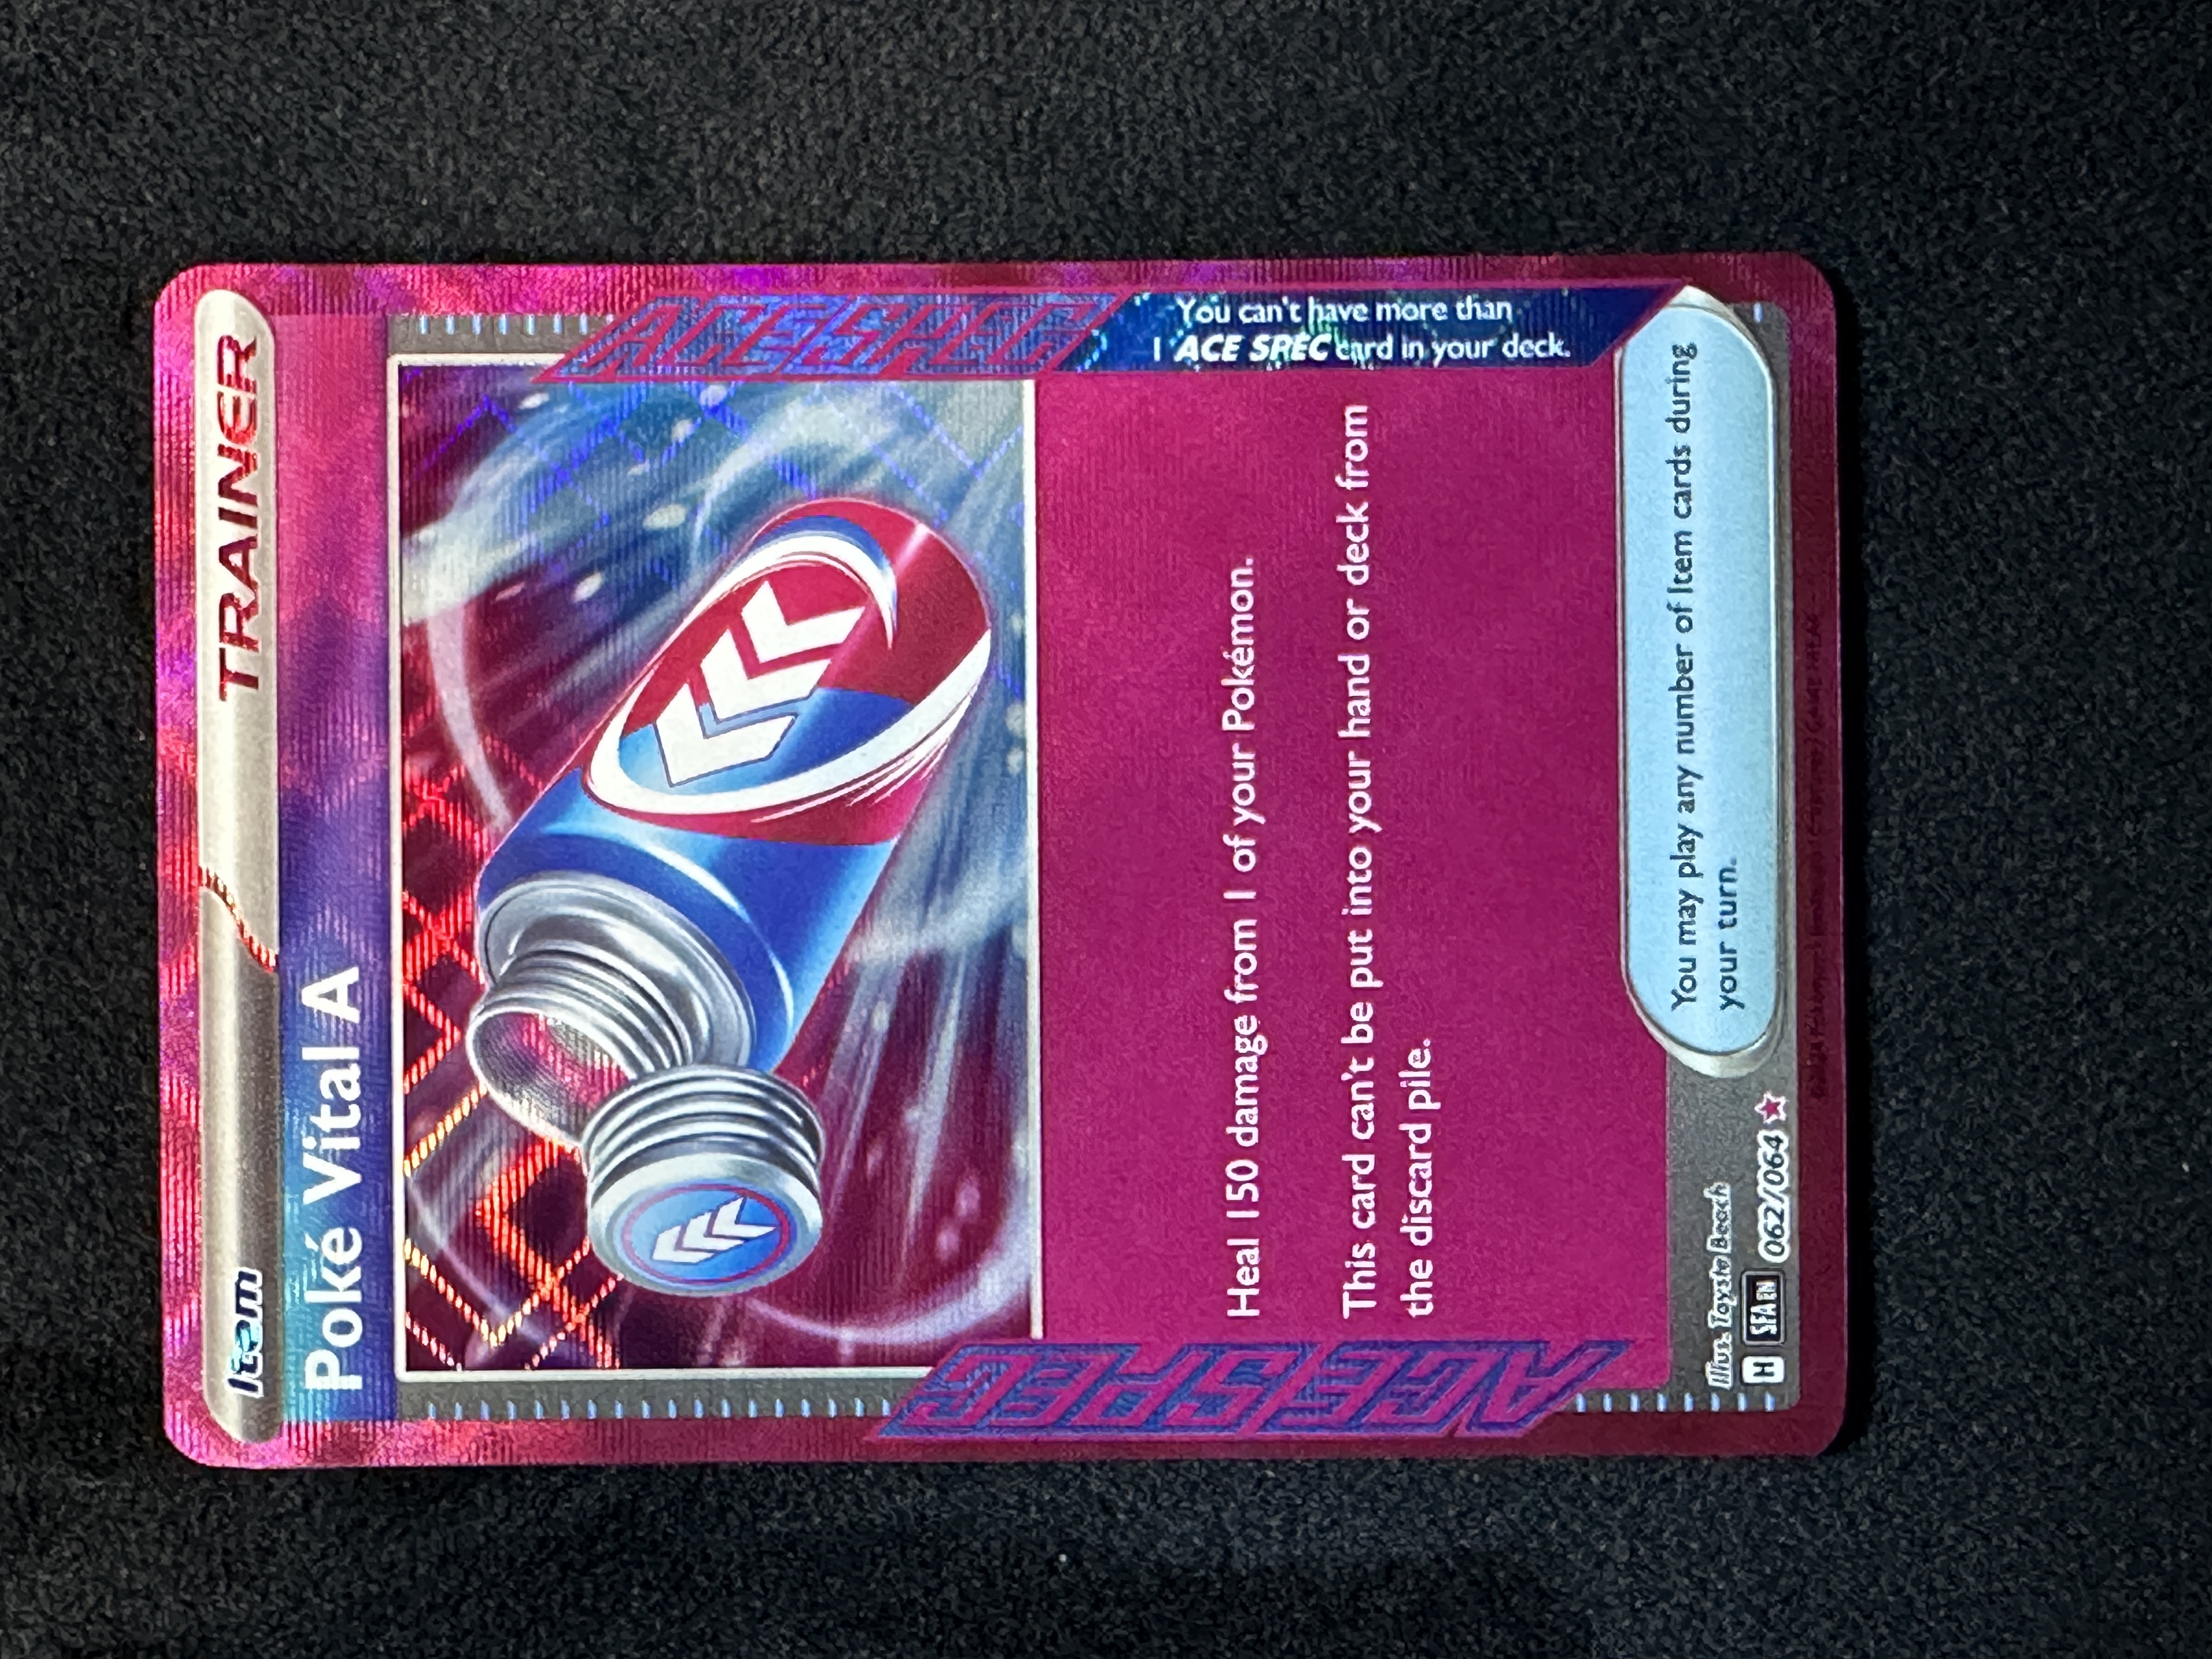 Item
TRAINER
Poké Vital A
ACE SPEC
Heal 150 damage from 1 of your Pokémon.
This card can't be put into your hand or deck from
the discard pile.
ACE SPEC
You can't have more than
1 ACE SPEC card in your deck.
You may play any number of Item cards during
your turn.
Illus. Toyste Beach
H SFA EN 062/064